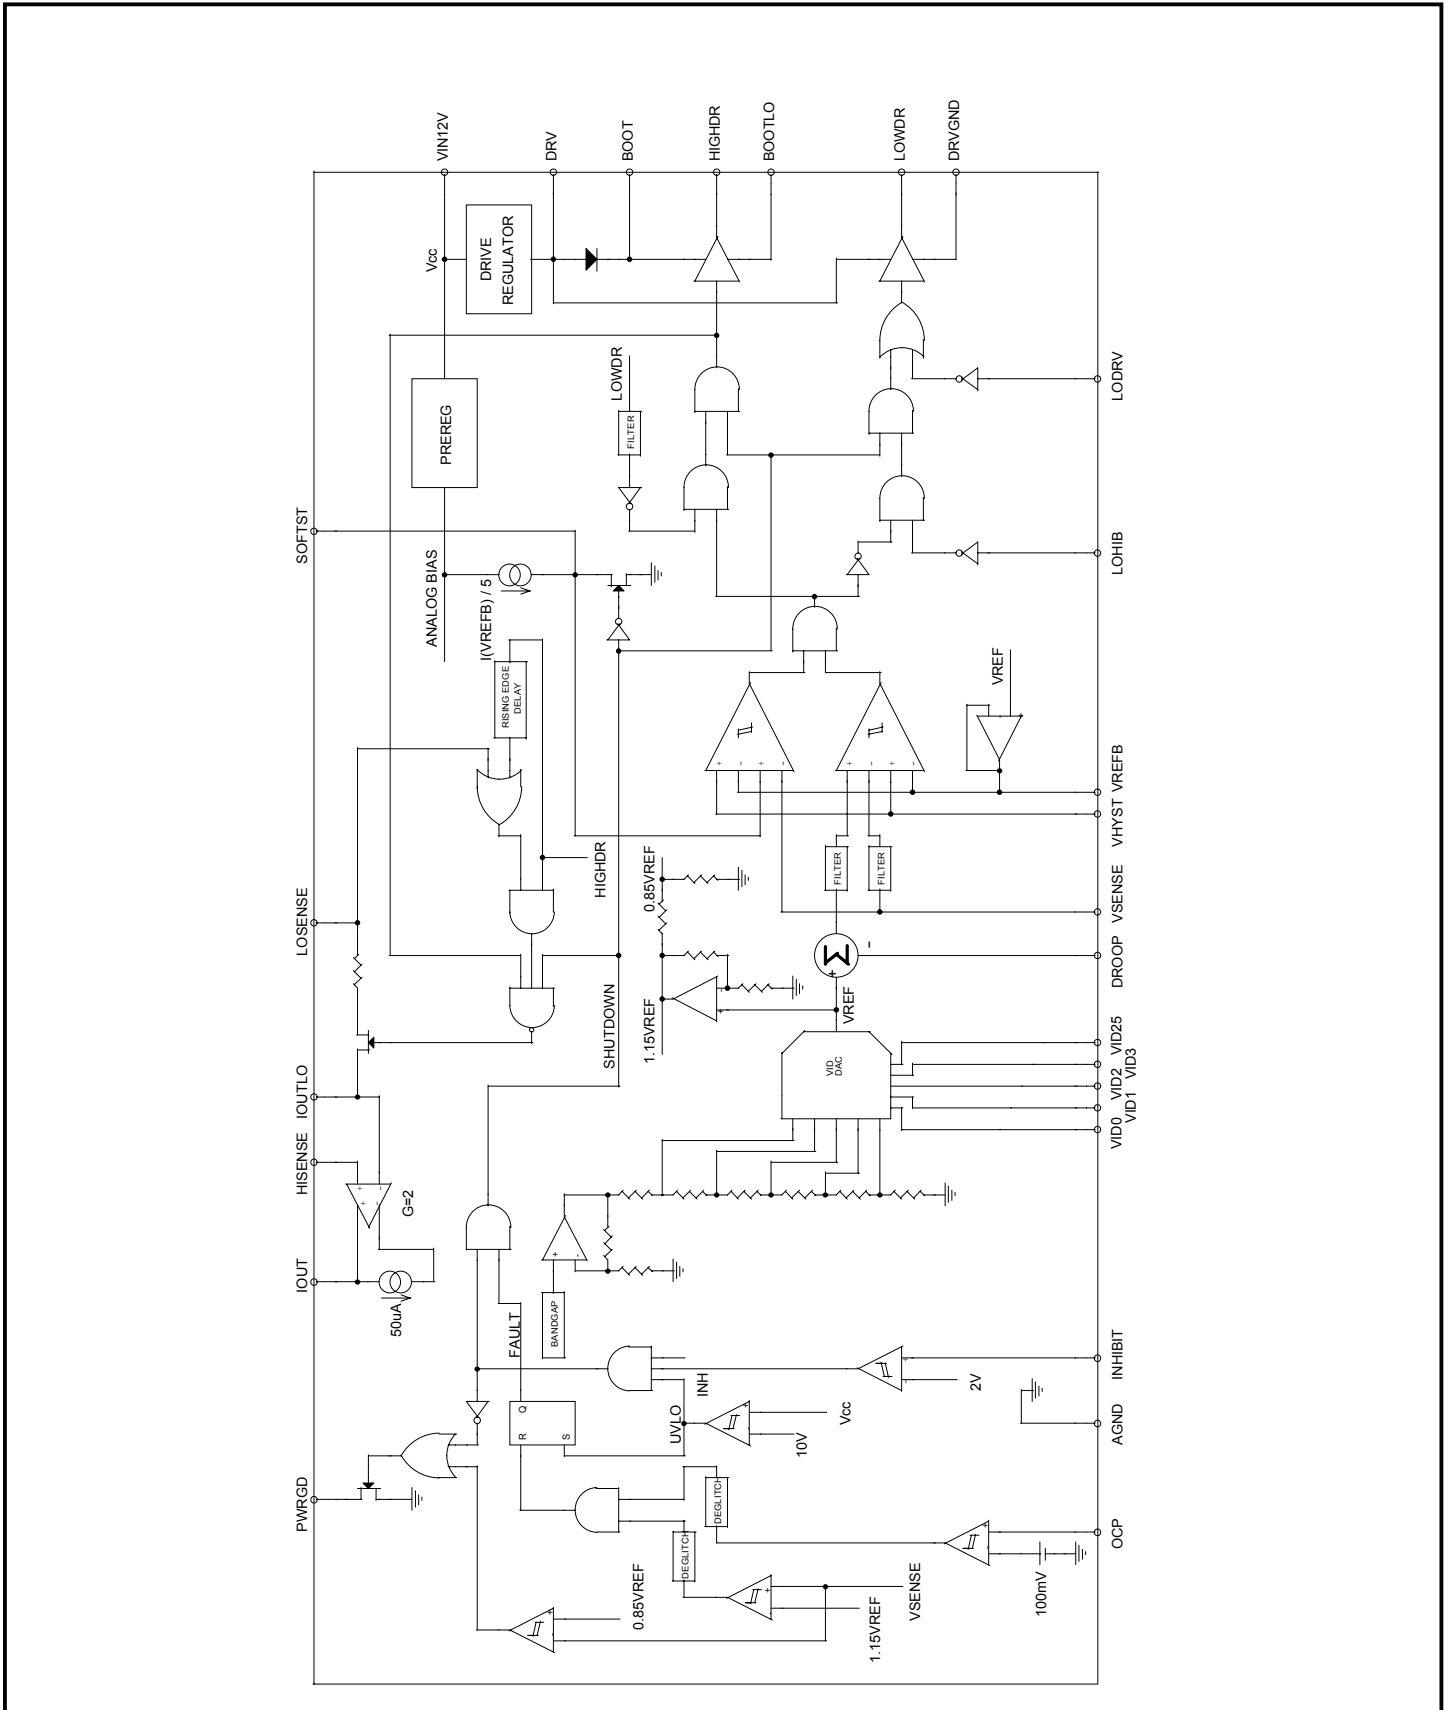 VIN12V
DRV
BOOT
HIGHDR
BOOTLO
LOWDR
DRVGND
Vcc
DRIVE
REGULATOR
PREREG
LOWDR
FILTER
LODRV
SOFTST
ANALOG BIAS
I(VREFB) / 5
LOHIB
RISING EDGE
DELAY
VREF
+
-
+
-
+
-
+
-
+
VREFB
VHYST
HIGHDR
0.85VREF
FILTER
FILTER
VSENSE
LOSENSE
Σ
+
-
DROOP
SHUTDOWN
1.15VREF
-
+
VREF
VID
DAC
VID25
VID3
VID2
VID1
VID0
IOUTLO
HISENSE
+
-
+
-
G=2
IOUT
50uA
FAULT
+
-
BANDGAP
INH
+
-
2V
INHIBIT
AGND
Q
R
S
UVLO
+
Vcc
10V
PWRGD
DEGLITCH
DEGLITCH
+
OCP
100mV
0.85VREF
+
+
VSENSE
1.15VREF